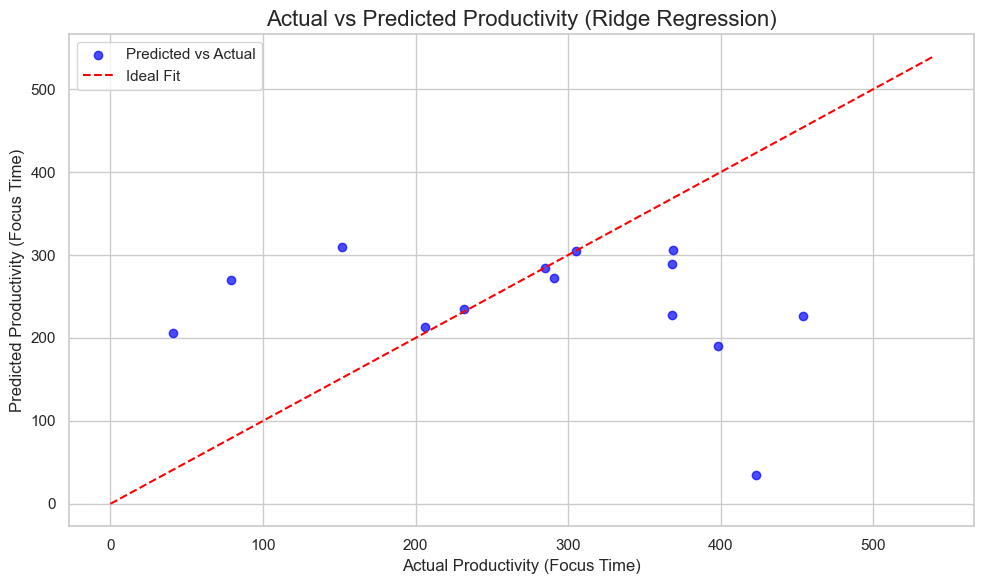 Actual vs Predicted Productivity (Ridge Regression)
Predicted vs Actual
Ideal Fit
Predicted Productivity (Focus Time)
500
400
300
200
100
0
0 100 200 300 400 500
Actual Productivity (Focus Time)